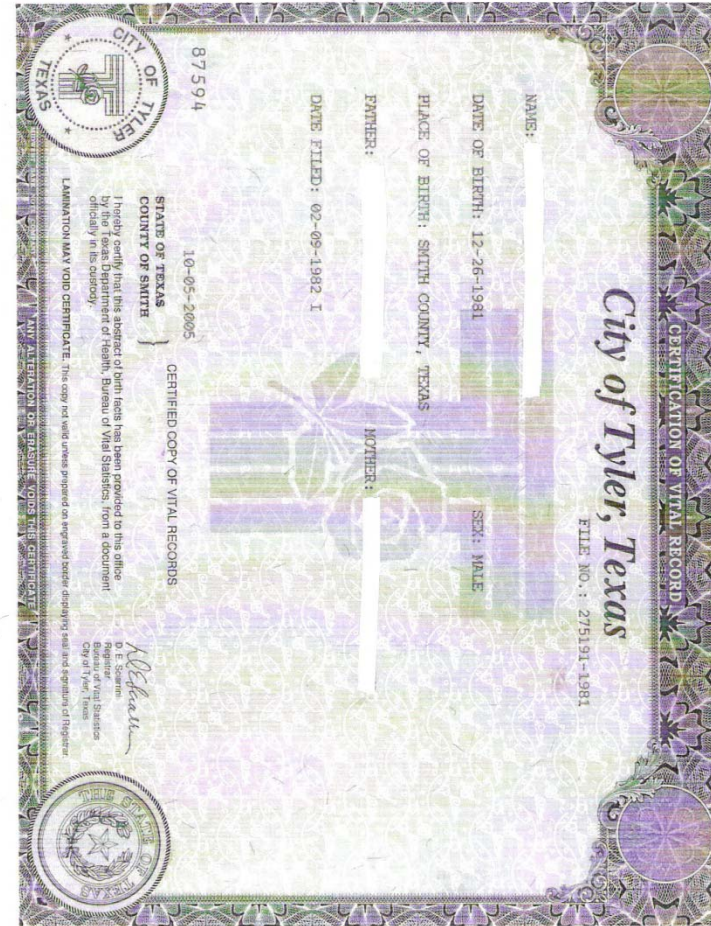 CERTIFICATION OF VITAL RECORD
City of Tyler, Texas
FILE NO.: 275191-1981
NAME:
DATE OF BIRTH: 12-26-1981 SEX: MALE
PLACE OF BIRTH: SMITH COUNTY, TEXAS
FATHER: MOTHER:
DATE FILED: 02-09-1982 I
87594
10-05-2005 CERTIFIED COPY OF VITAL RECORDS
STATE OF TEXAS
COUNTY OF SMITH
I hereby certify that this abstract of birth facts has been provided to this office
by the Texas Department of Health, Bureau of Vital Statistics, from a document
officially in its custody.
D. E. Scarrin
Registrar
Bureau of Vital Statistics
City of Tyler, Texas
LAMINATION MAY VOID CERTIFICATE. This copy not valid unless prepared on engraved border displaying seal and signature of Registrar.
ANY ALTERATION OR ERASURE VOIDS THIS CERTIFICATE
CITY OF TYLER
TEXAS
THE STATE OF TEXAS